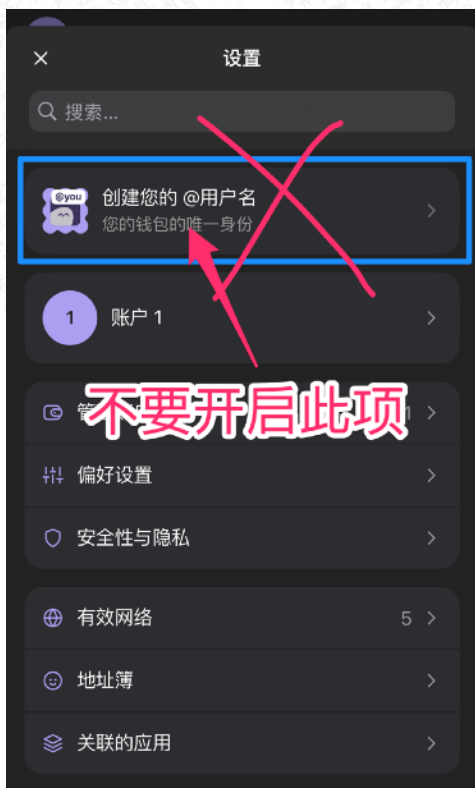 设置
搜索...
@you
创建您的 @用户名
您的钱包的唯一身份
1
账户 1
不要开启此项
偏好设置
安全性与隐私
有效网络
5
地址簿
关联的应用